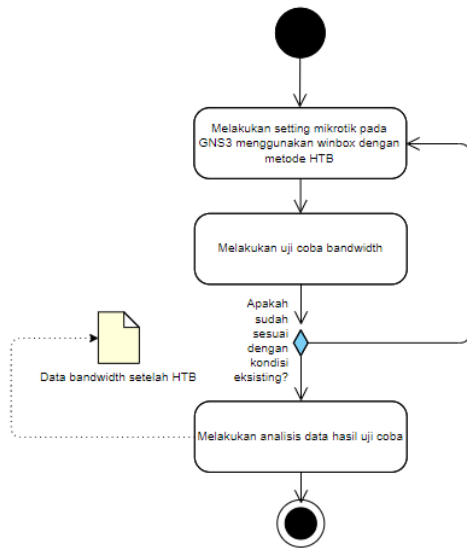 Melakukan setting mikrotik pada
GNS3 menggunakan winbox dengan
metode HTB
Melakukan uji coba bandwidth
Apakah
sudah
sesuai
dengan
kondisi
eksisting?
Data bandwidth setelah HTB
Melakukan analisis data hasil uji coba